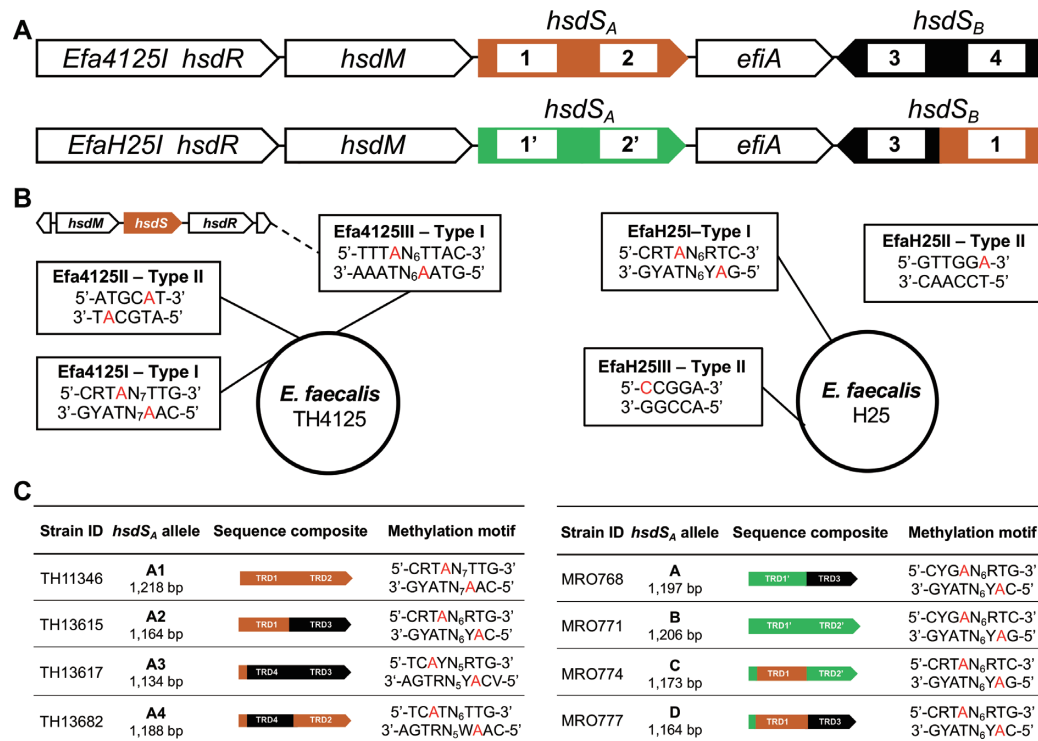 A
hsdS_A hsdS_B
Efa4125I hsdR hsdM 1 2 efiA 3 4
hsdS_A hsdS_B
EfaH25I hsdR hsdM 1' 2' efiA 3 1
B
hsdM hsdS hsdR
Efa4125III – Type I
5'-TTTAN6TTAC-3'
3'-AAATN6AATG-5'
Efa4125II – Type II
5'-ATGCAT-3'
3'-TACGTA-5'
Efa4125I – Type I
5'-CRTAN7TTG-3'
3'-GYATN7AAC-5'
E. faecalis
TH4125
EfaH25I–Type I
5'-CRTAN6RTC-3'
3'-GYATN6YAG-5'
EfaH25II – Type II
5'-GTTGGA-3'
3'-CAACCT-5'
EfaH25III – Type II
5'-CCGGA-3'
3'-GGCCA-5'
E. faecalis
H25
C
Strain ID hsdS_A allele Sequence composite Methylation motif
TH11346 A1 1,218 bp TRD1 TRD2 5'-CRTAN7TTG-3'
3'-GYATN7AAC-5'
TH13615 A2 1,164 bp TRD1 TRD3 5'-CRTAN6RTG-3'
3'-GYATN6YAC-5'
TH13617 A3 1,134 bp TRD4 TRD3 5'-TCAYN5RTG-3'
3'-AGTRN5YACV-5'
TH13682 A4 1,188 bp TRD4 TRD2 5'-TCATN6TTG-3'
3'-AGTRN5WAAC-5'
Strain ID hsdS_A allele Sequence composite Methylation motif
MRO768 A 1,197 bp TRD1' TRD3 5'-CYGAN6RTG-3'
3'-GYATN6YAC-5'
MRO771 B 1,206 bp TRD1' TRD2' 5'-CYGAN6RTC-3'
3'-GYATN6YAG-5'
MRO774 C 1,173 bp TRD1 TRD2' 5'-CRTAN6RTC-3'
3'-GYATN6YAG-5'
MRO777 D 1,164 bp TRD1 TRD3 5'-CRTAN6RTG-3'
3'-GYATN6YAC-5'